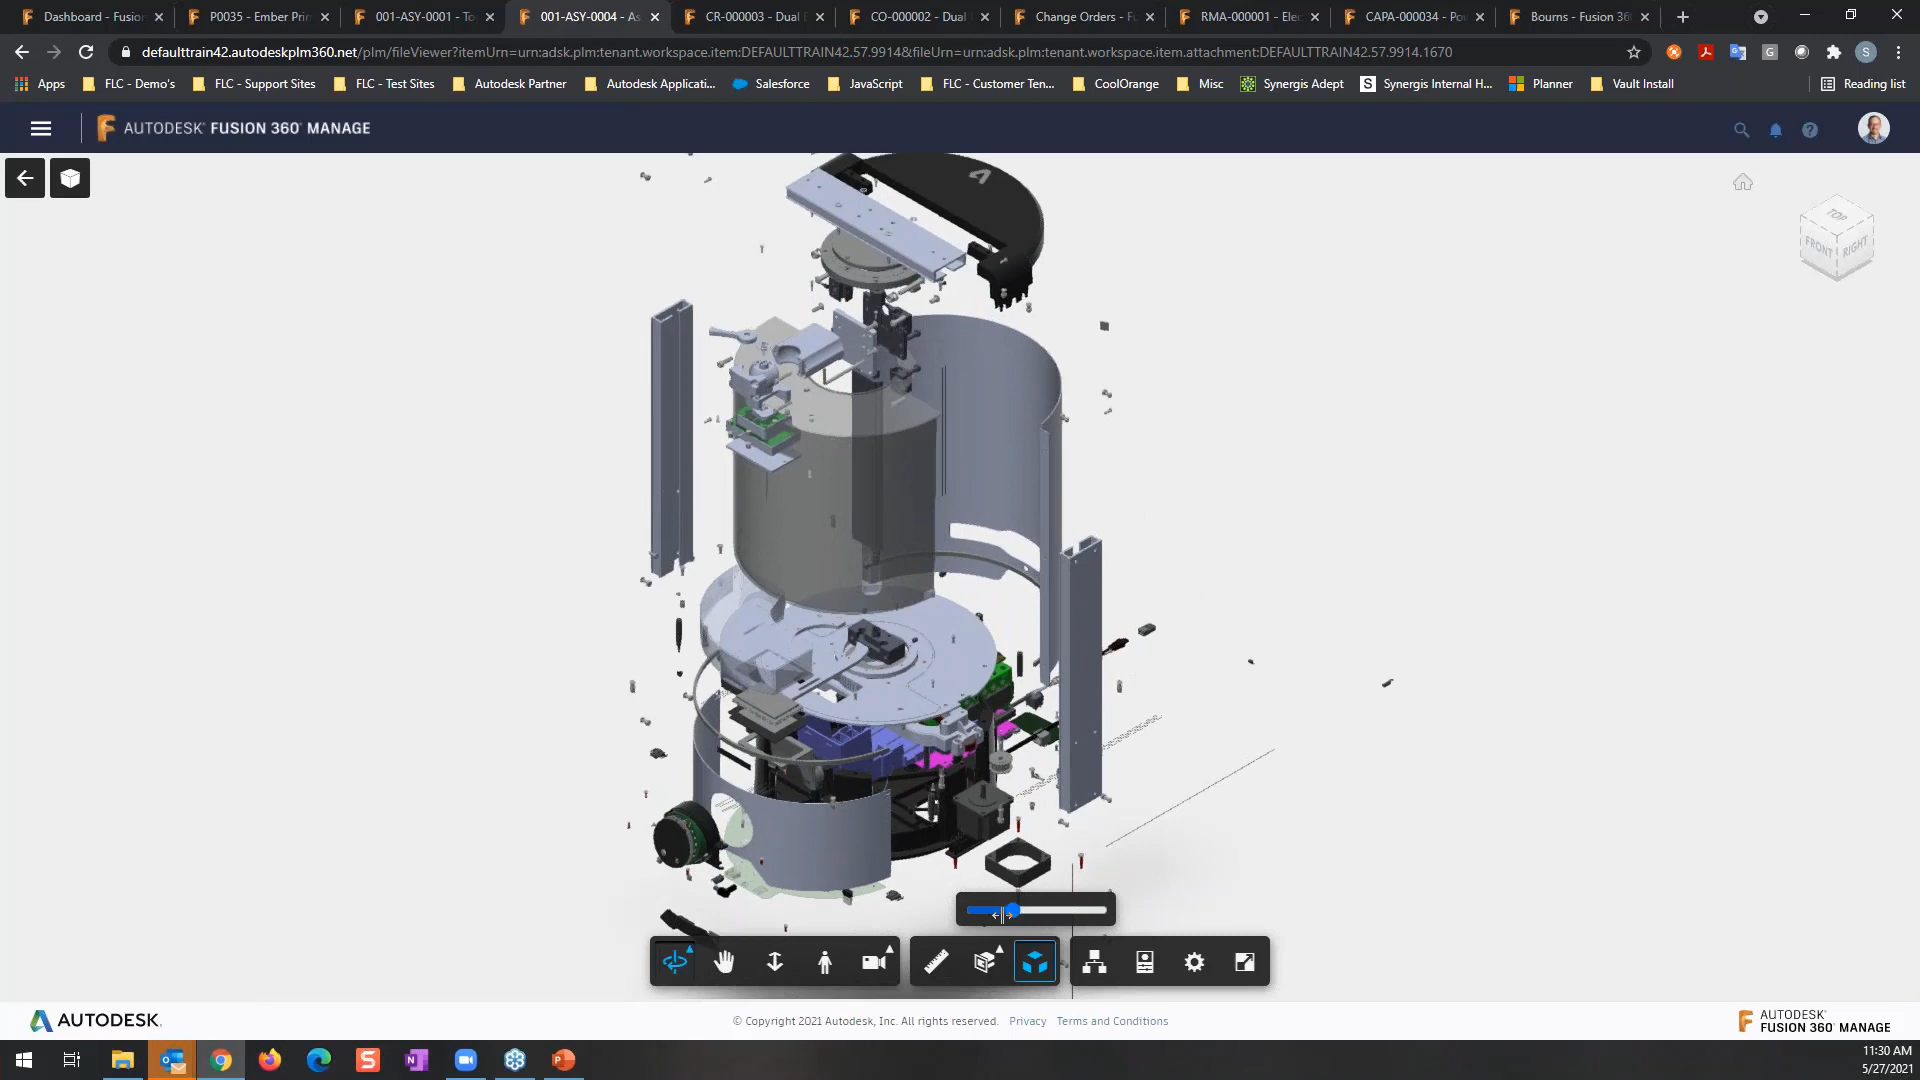 Dashboard - Fusion
P0035 - Ember Prin
001-ASY-0001 - To
001-ASY-0004 - As
CR-000003 - Dual E
CO-000002 - Dual
Change Orders - Fu
RMA-000001 - Elec
CAPA-000034 - Po
Bourns - Fusion 36
defaulttrain42.autodeskplm360.net/plm/fileViewer?itemUrn=urn:adsk.plm:tenant.workspace.item:DEFAULTTRAIN42.57.9914&fileUrn=urn:adsk.plm:tenant.workspace.item.attachment:DEFAULTTRAIN42.57.9914.1670
S
Apps
FLC - Demo's
FLC - Support Sites
FLC - Test Sites
Autodesk Partner
Autodesk Applicati...
Salesforce
JavaScript
FLC - Customer Ten...
CoolOrange
Misc
Synergis Adept
Synergis Internal H...
Planner
Vault Install
Reading list
AUTODESK FUSION 360 MANAGE
TOP
FRONT
RIGHT
AUTODESK.
© Copyright 2021 Autodesk, Inc. All rights reserved. Privacy Terms and Conditions
AUTODESK
FUSION 360 MANAGE
11:30 AM
5/27/2021